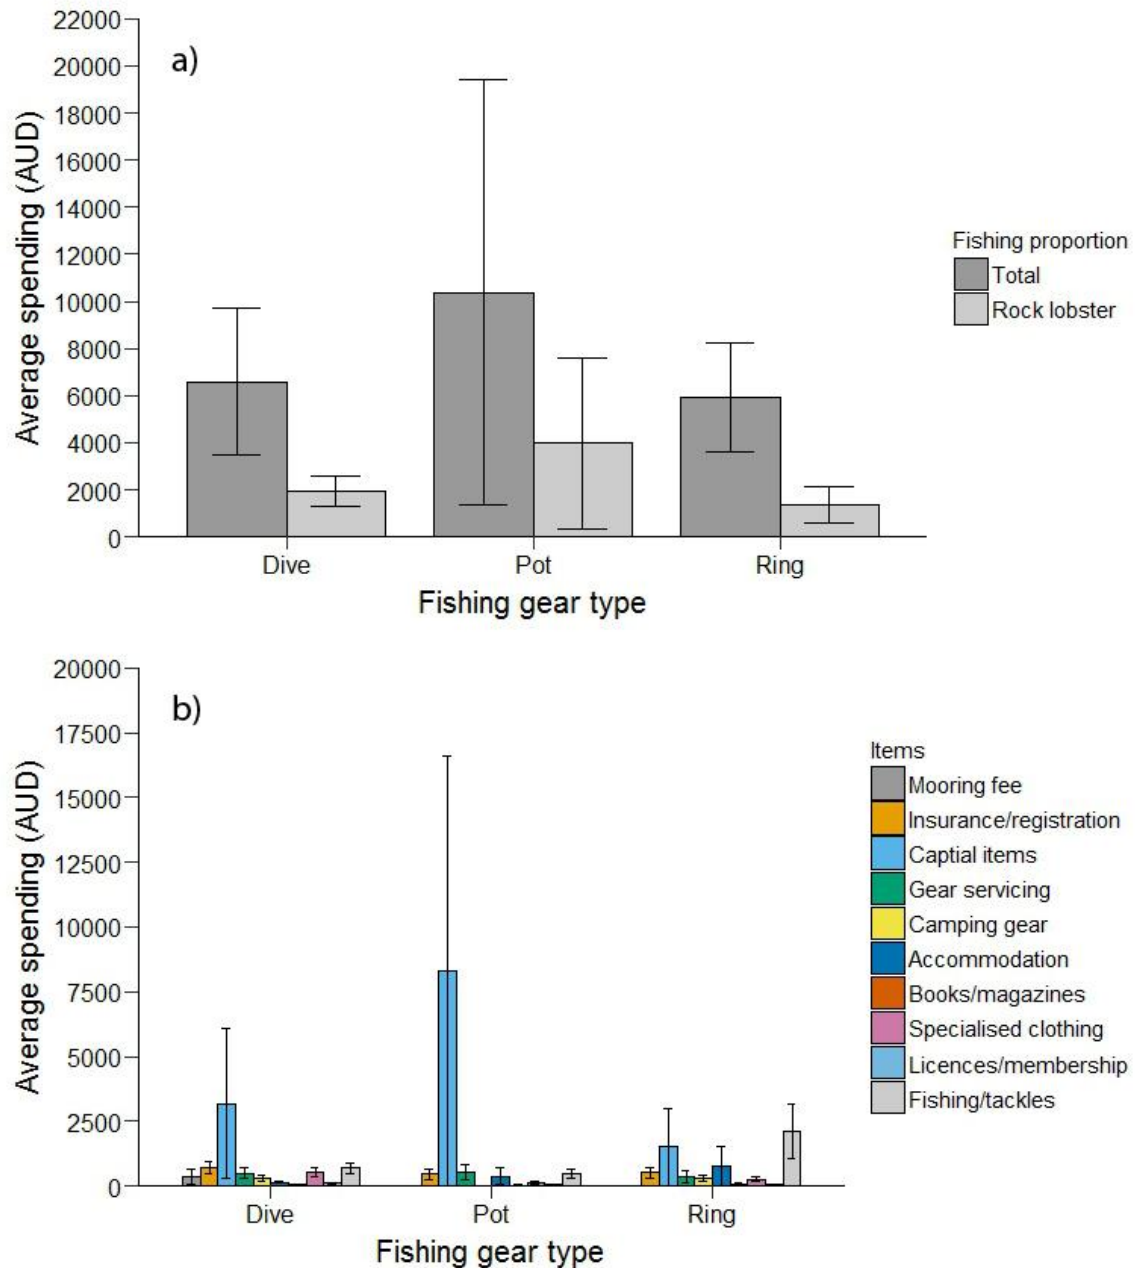 22000
20000
18000
16000
14000
12000
10000
8000
6000
4000
2000
0
Average spending (AUD)
a)
Dive Pot Ring
Fishing gear type
Fishing proportion
Total
Rock lobster
20000
17500
15000
12500
10000
7500
5000
2500
0
Average spending (AUD)
b)
Dive Pot Ring
Fishing gear type
Items
Mooring fee
Insurance/registration
Captial items
Gear servicing
Camping gear
Accommodation
Books/magazines
Specialised clothing
Licences/membership
Fishing/tackles